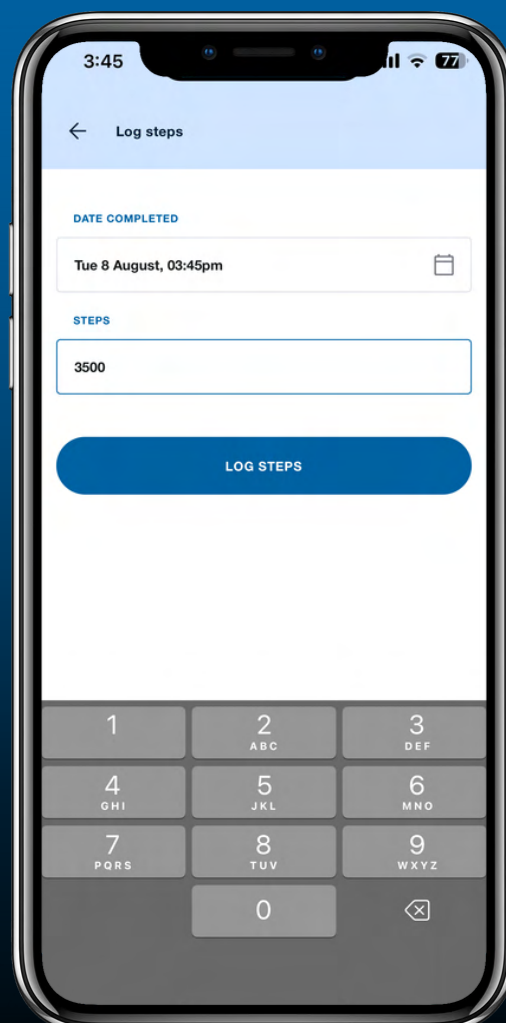 3:45
77
Log steps
DATE COMPLETED
Tue 8 August, 03:45pm
STEPS
3500
LOG STEPS
1
2
ABC
3
DEF
4
GHI
5
JKL
6
MNO
7
PQRS
8
TUV
9
WXYZ
0